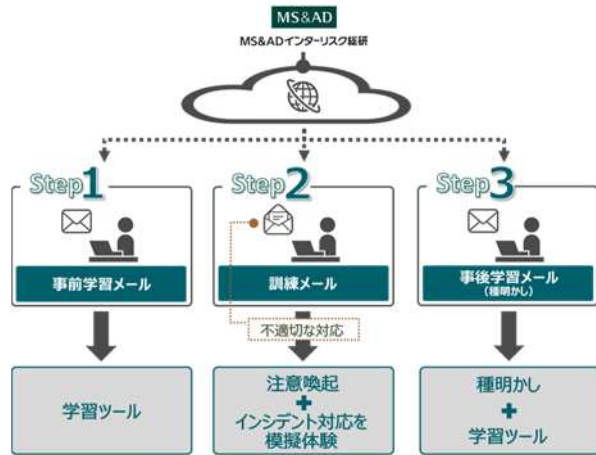 MS&AD
MS&ADインターリスク総研
Step1
Step2
Step3
事前学習メール
訓練メール
事後学習メール
(種明かし)
不適切な対応
学習ツール
注意喚起
+
インシデント対応を
模擬体験
種明かし
+
学習ツール